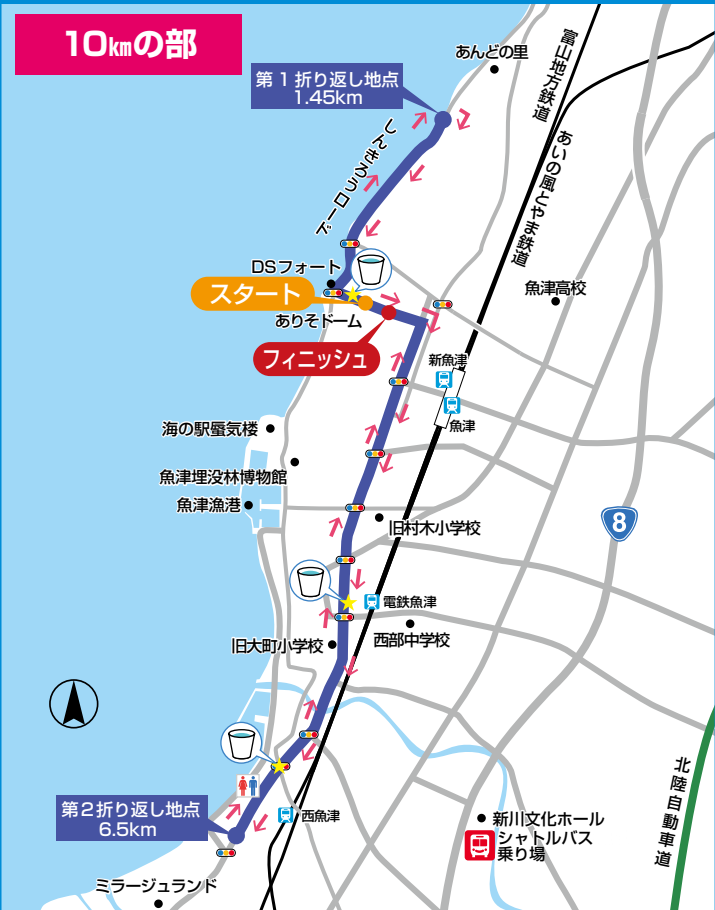 10㎞の部
あんどの里
富山地方鉄道
第1折り返し地点
1.45km
しんきろうロード
あいの風とやま鉄道
DSフォート
スタート
ありそドーム
魚津高校
フィニッシュ
新魚津
魚津
海の駅蜃気楼
魚津埋没林博物館
魚津漁港
8
旧村木小学校
電鉄魚津
旧大町小学校
西部中学校
第2折り返し地点
6.5km
西魚津
新川文化ホール
シャトルバス
乗り場
北陸自動車道
ミラージュランド